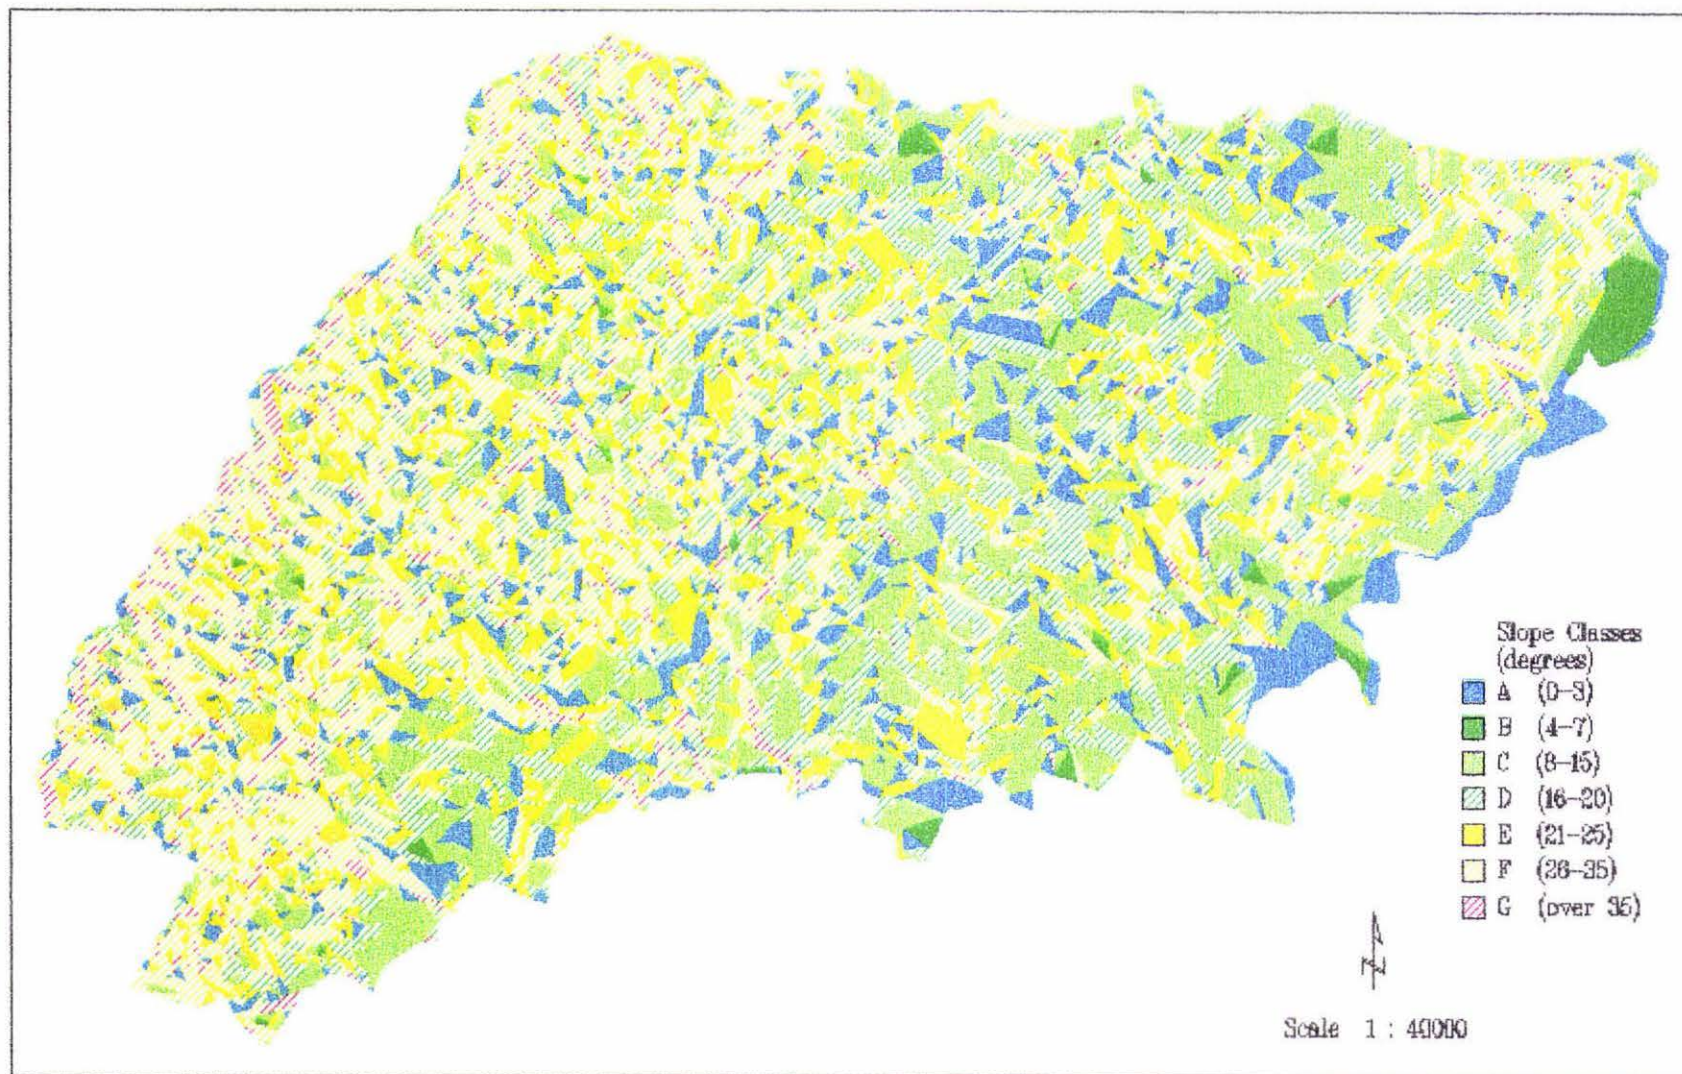 Slope Classes
(degrees)
A (0-3)
B (4-7)
C (8-15)
D (16-20)
E (21-25)
F (26-35)
G (over 35)
N
Scale 1 : 40000